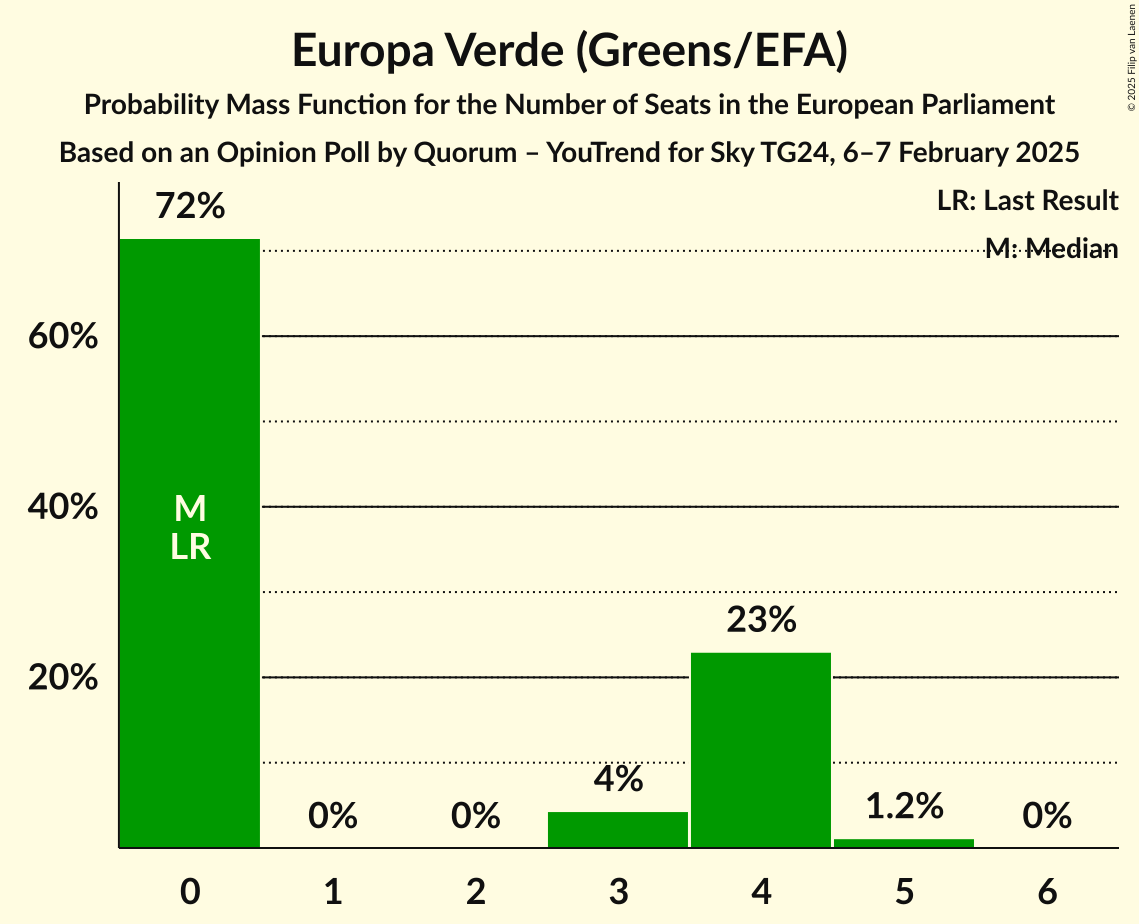 Europa Verde (Greens/EFA)
Probability Mass Function for the Number of Seats in the European Parliament
Based on an Opinion Poll by Quorum – YouTrend for Sky TG24, 6–7 February 2025
© 2025 Filip van Laenen
LR: Last Result
M: Median
72%
60%
40%
20%
M
LR
0%
0%
4%
23%
1.2%
0%
0 1 2 3 4 5 6